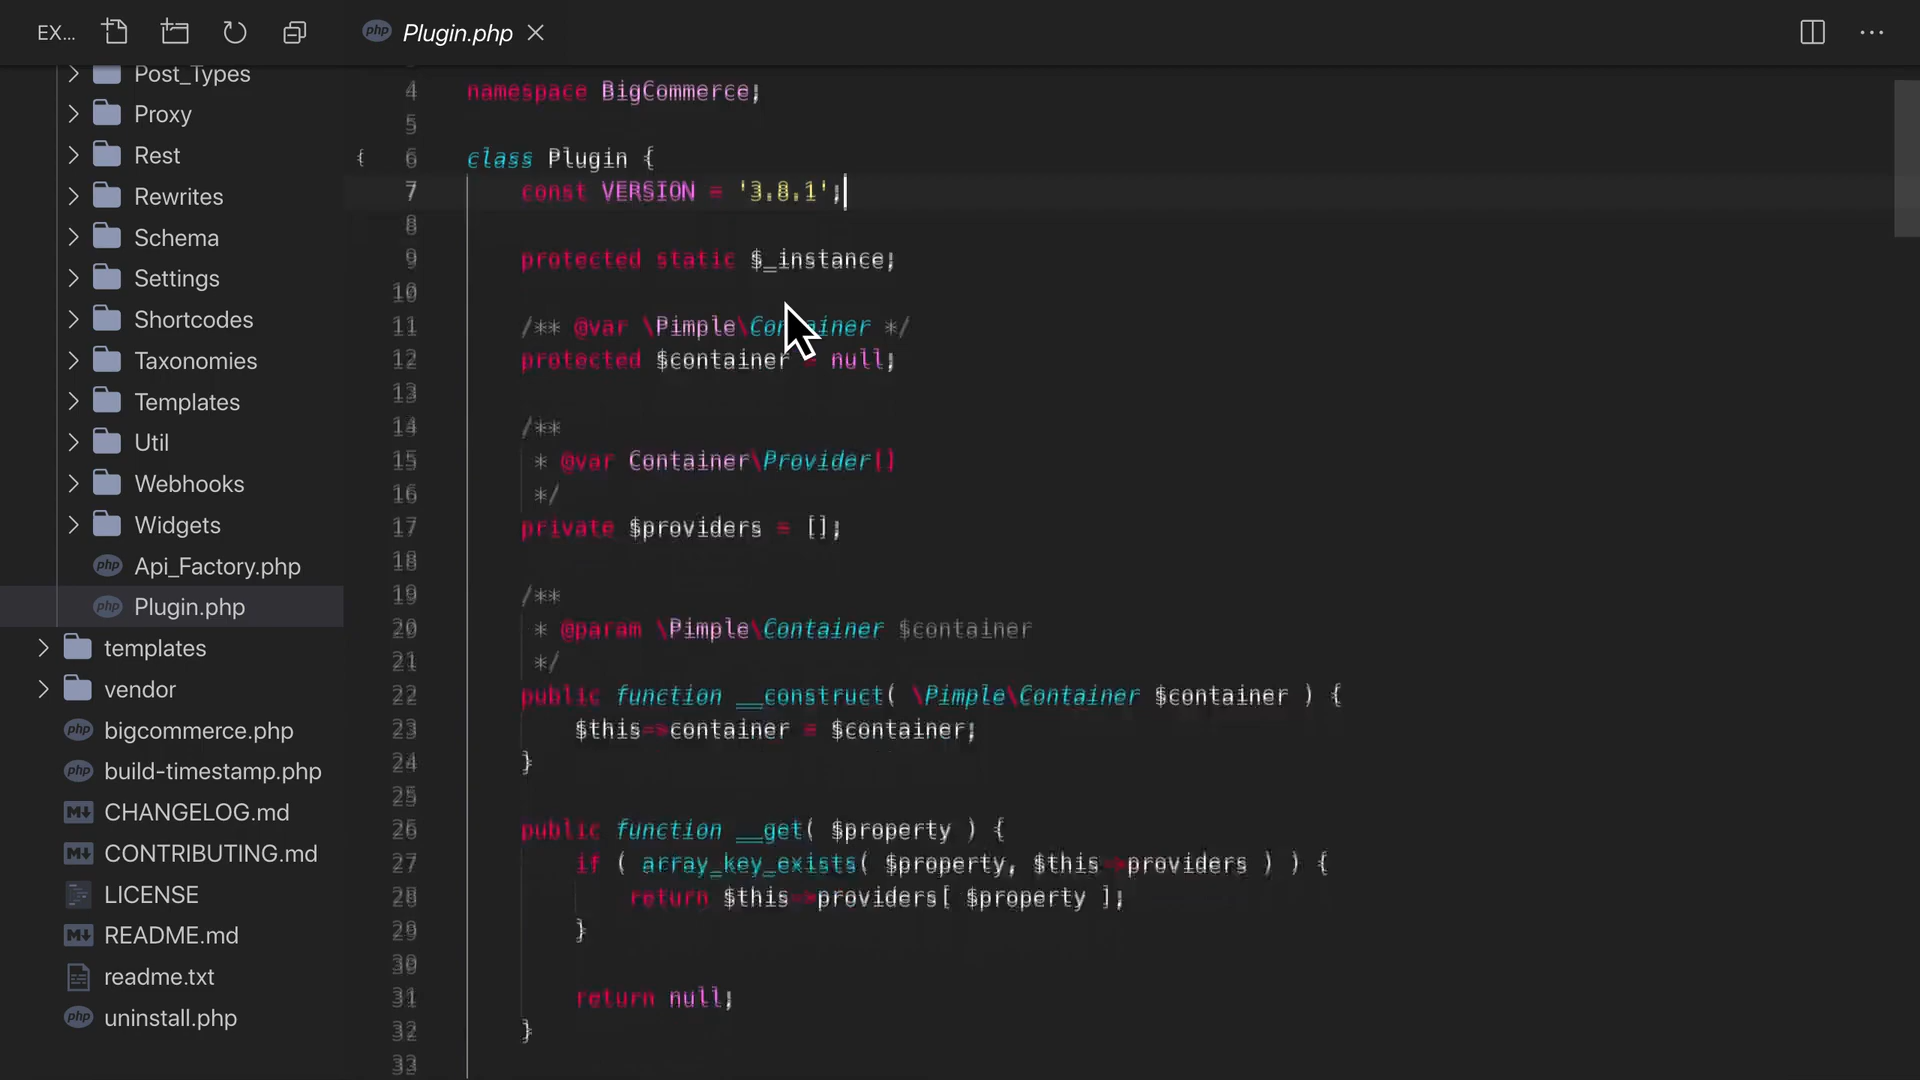 EX...
php Plugin.php
Post_Types
Proxy
Rest
Rewrites
Schema
Settings
Shortcodes
Taxonomies
Templates
Util
Webhooks
Widgets
php Api_Factory.php
php Plugin.php
templates
vendor
php bigcommerce.php
php build-timestamp.php
M↓ CHANGELOG.md
M↓ CONTRIBUTING.md
LICENSE
M↓ README.md
readme.txt
php uninstall.php
4 namespace BigCommerce;
5
{ 6 class Plugin {
7 const VERSION = '3.8.1';
8
9 protected static $_instance;
10
11 /** @var \Pimple\Container */
12 protected $container = null;
13
14 /**
15 * @var Container\Provider[]
16 */
17 private $providers = [];
18
19 /**
20 * @param \Pimple\Container $container
21 */
22 public function __construct( \Pimple\Container $container ) {
23 $this->container = $container;
24 }
25
26 public function __get( $property ) {
27 if ( array_key_exists( $property, $this->providers ) ) {
28 return $this->providers[ $property ];
29 }
30
31 return null;
32 }
33